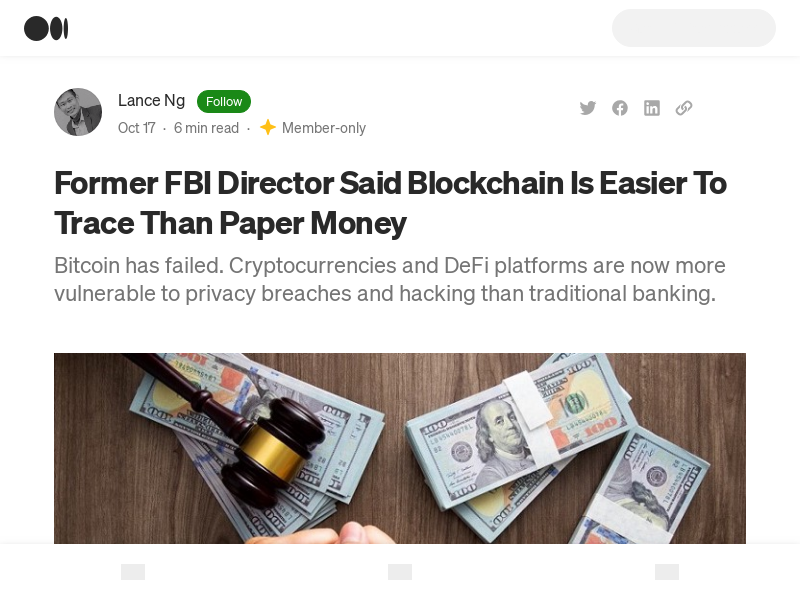 Lance Ng Follow
Oct 17 · 6 min read · Member-only
Former FBI Director Said Blockchain Is Easier To
Trace Than Paper Money
Bitcoin has failed. Cryptocurrencies and DeFi platforms are now more
vulnerable to privacy breaches and hacking than traditional banking.